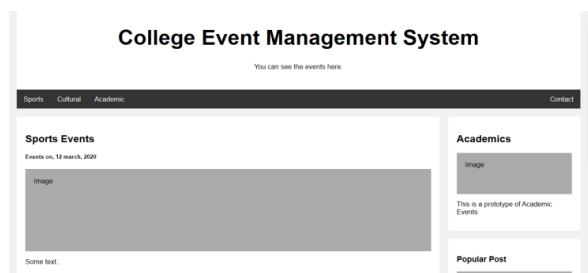 College Event Management System
You can see the events here.
Sports Cultural Academic Contact
Sports Events
Events on, 12 march, 2020
Image
Some text..
Academics
Image
This is a prototype of Academic
Events
Popular Post